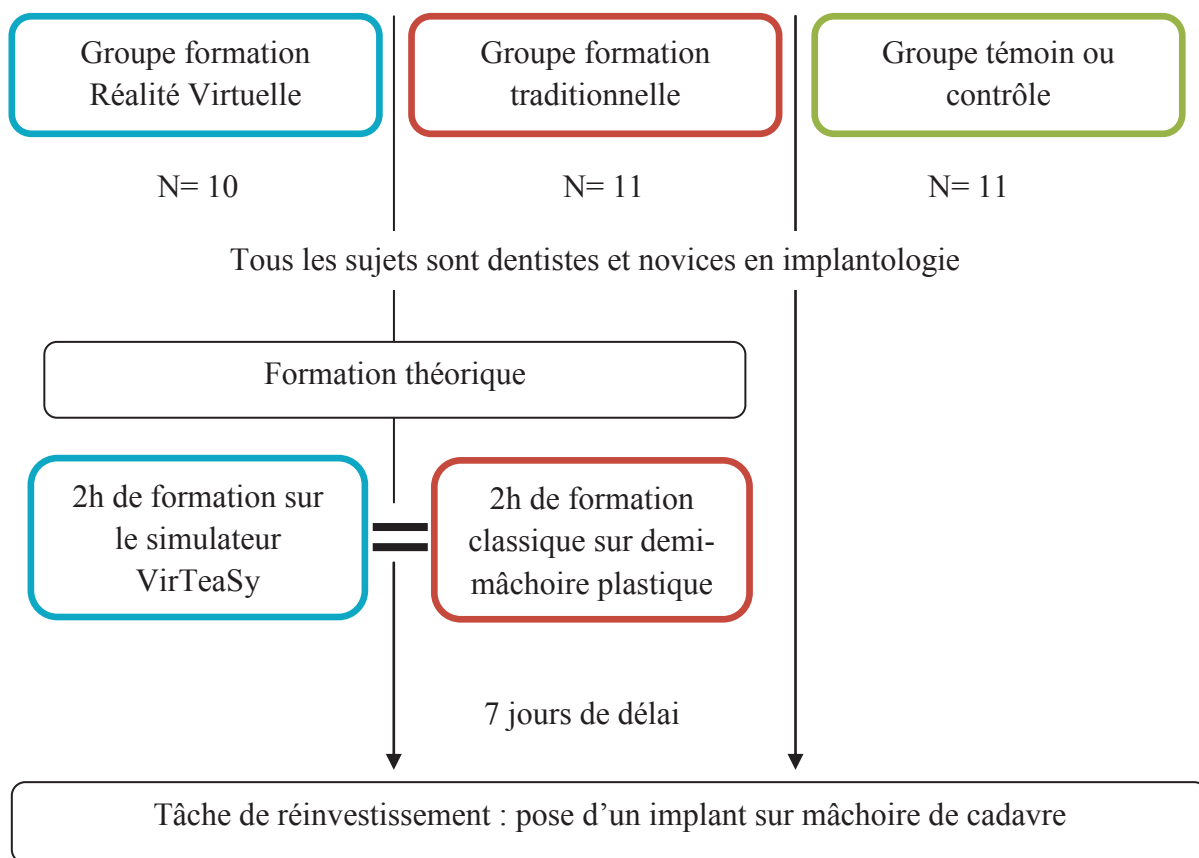 Groupe formation
Réalité Virtuelle
Groupe formation
traditionnelle
Groupe témoin ou
contrôle
N= 10
N= 11
N= 11
Tous les sujets sont dentistes et novices en implantologie
Formation théorique
2h de formation sur
le simulateur
VirTeaSy
2h de formation
classique sur demi-
mâchoire plastique
7 jours de délai
Tâche de réinvestissement : pose d'un implant sur mâchoire de cadavre